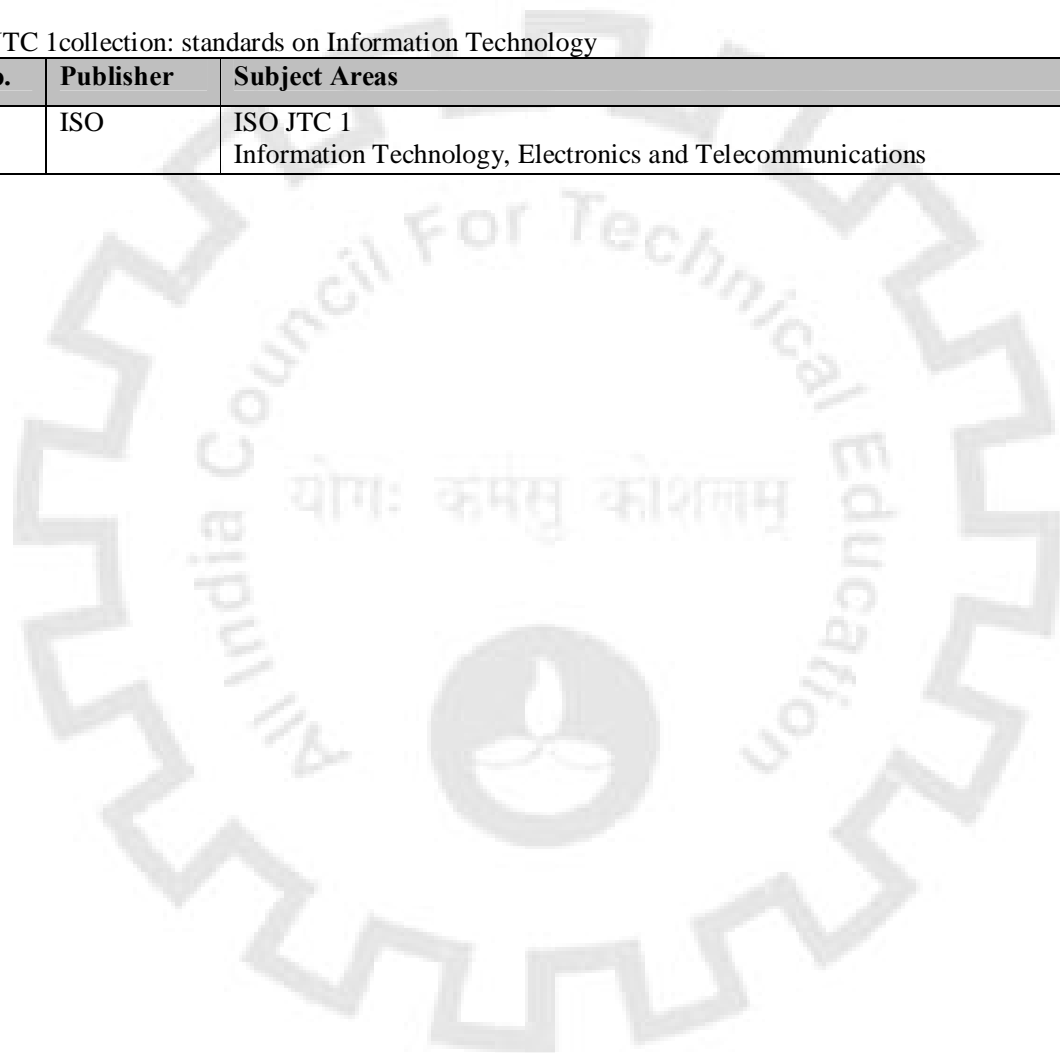 JTC 1collection: standards on Information Technology
o. Publisher Subject Areas
ISO ISO JTC 1
Information Technology, Electronics and Telecommunications
All India Council For Technical Education
योगः कर्मसु कौशलम्